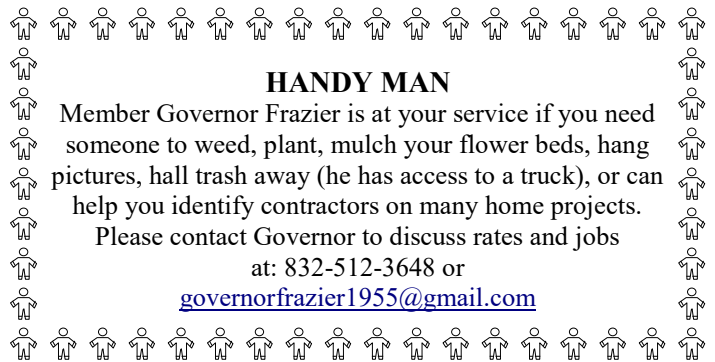 HANDY MAN
Member Governor Frazier is at your service if you need
someone to weed, plant, mulch your flower beds, hang
pictures, hall trash away (he has access to a truck), or can
help you identify contractors on many home projects.
Please contact Governor to discuss rates and jobs
at: 832-512-3648 or
governorfrazier1955@gmail.com